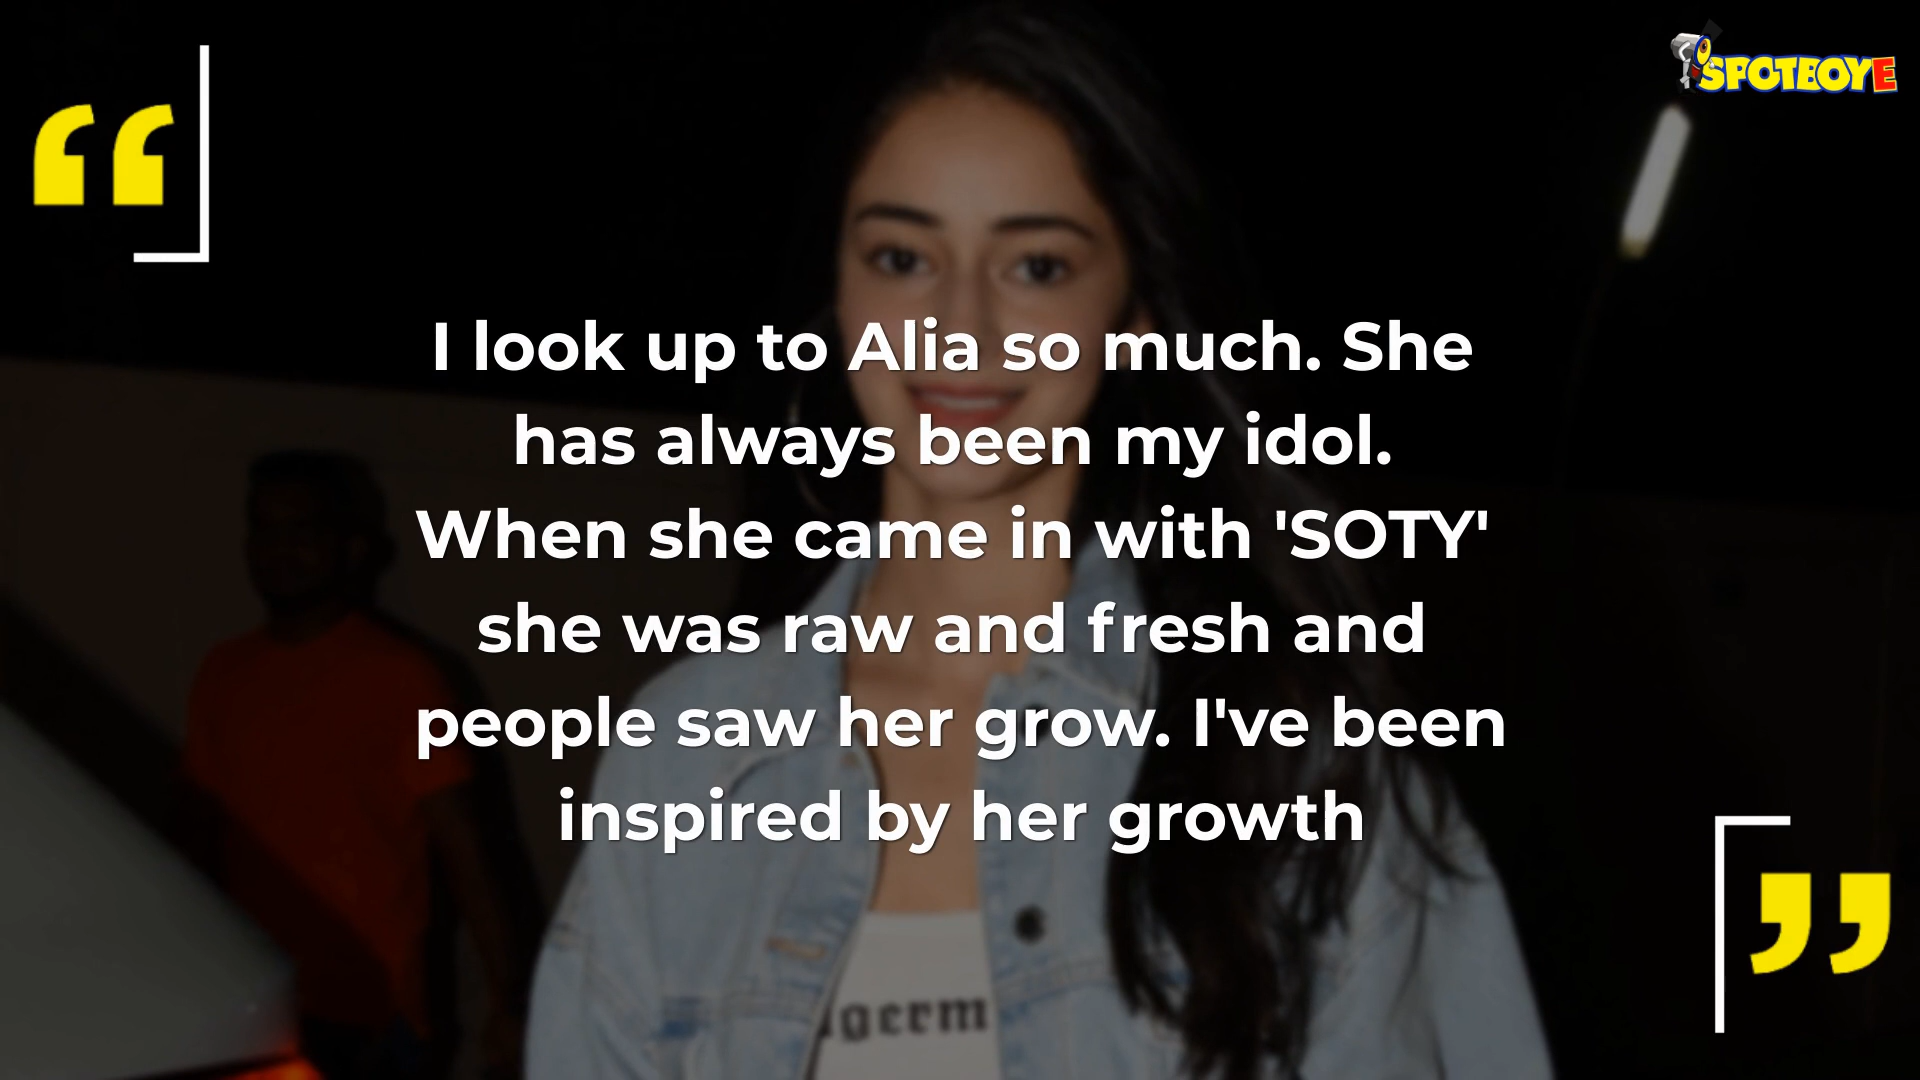 SPOTBOYE
“
I look up to Alia so much. She
has always been my idol.
When she came in with 'SOTY'
she was raw and fresh and
people saw her grow. I've been
inspired by her growth
germ
”